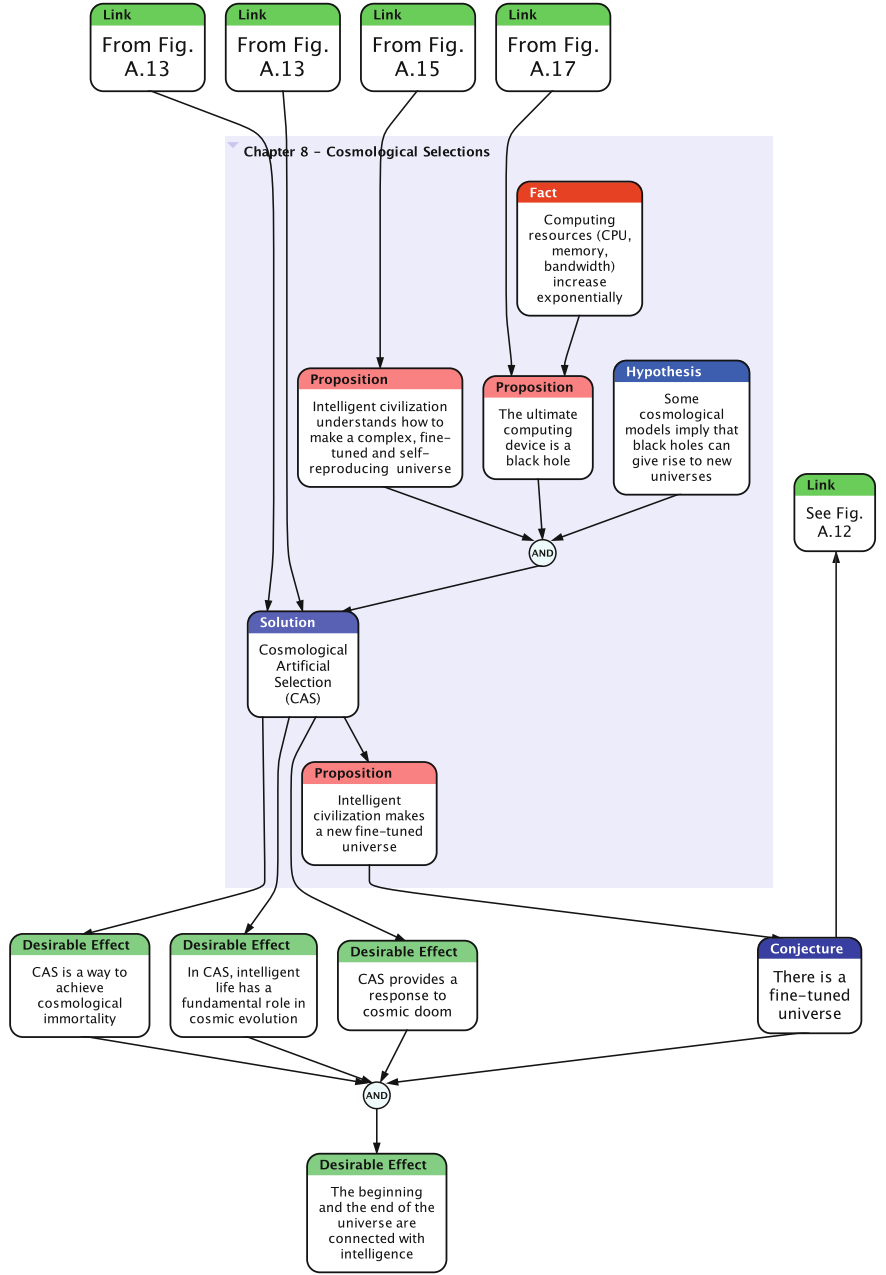 Link
From Fig.
A.13
Link
From Fig.
A.13
Link
From Fig.
A.15
Link
From Fig.
A.17
Chapter 8 – Cosmological Selections
Fact
Computing
resources (CPU,
memory,
bandwidth)
increase
exponentially
Proposition
Intelligent civilization
understands how to
make a complex, fine–
tuned and self–
reproducing  universe
Proposition
The ultimate
computing
device is a
black hole
Hypothesis
Some
cosmological
models imply that
black holes can
give rise to new
universes
Link
See Fig.
A.12
AND
Solution
Cosmological
Artificial
Selection
(CAS)
Proposition
Intelligent
civilization makes
a new fine–tuned
universe
Desirable Effect
CAS is a way to
achieve
cosmological
immortality
Desirable Effect
In CAS, intelligent
life has a
fundamental role in
cosmic evolution
Desirable Effect
CAS provides a
response to
cosmic doom
Conjecture
There is a
fine–tuned
universe
AND
Desirable Effect
The beginning
and the end of the
universe are
connected with
intelligence